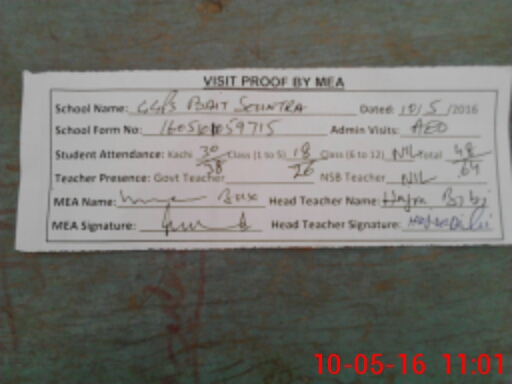 VISIT PROOF BY MEA
School Name: GGPS BAIT Dated: 10/5/2016
School Form No: Admin Visits: AEO
Student Attendance: Kachi 30/38 Class (1 to 5) 18/26 Class (6 to 12) NIL Total 48/64
Teacher Presence: Govt Teacher NSB Teacher NIL
MEA Name: Head Teacher Name: Hajra Bibi
MEA Signature: Head Teacher Signature:
10-05-16 11:01